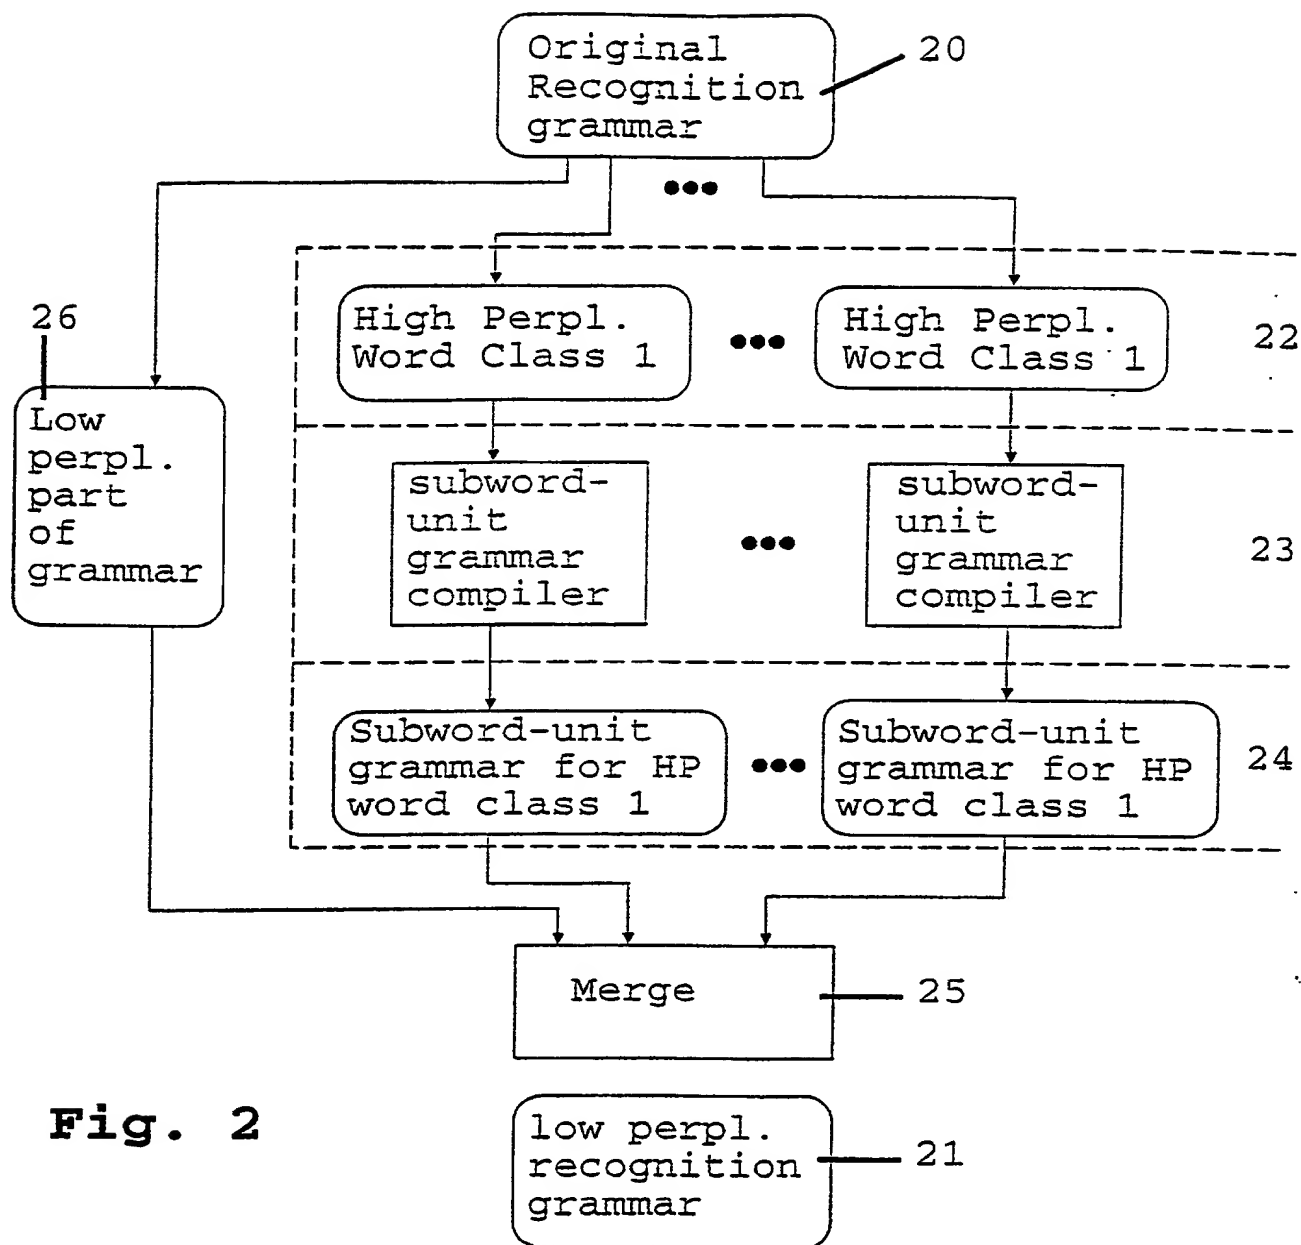 Original
Recognition
grammar
20
High Perpl.
Word Class 1
High Perpl.
Word Class 1
22
26
Low
perpl.
part
of
grammar
subword-
unit
grammar
compiler
subword-
unit
grammar
compiler
23
Subword-unit
grammar for HP
word class 1
Subword-unit
grammar for HP
word class 1
24
Merge
25
Fig. 2
low perpl.
recognition
grammar
21